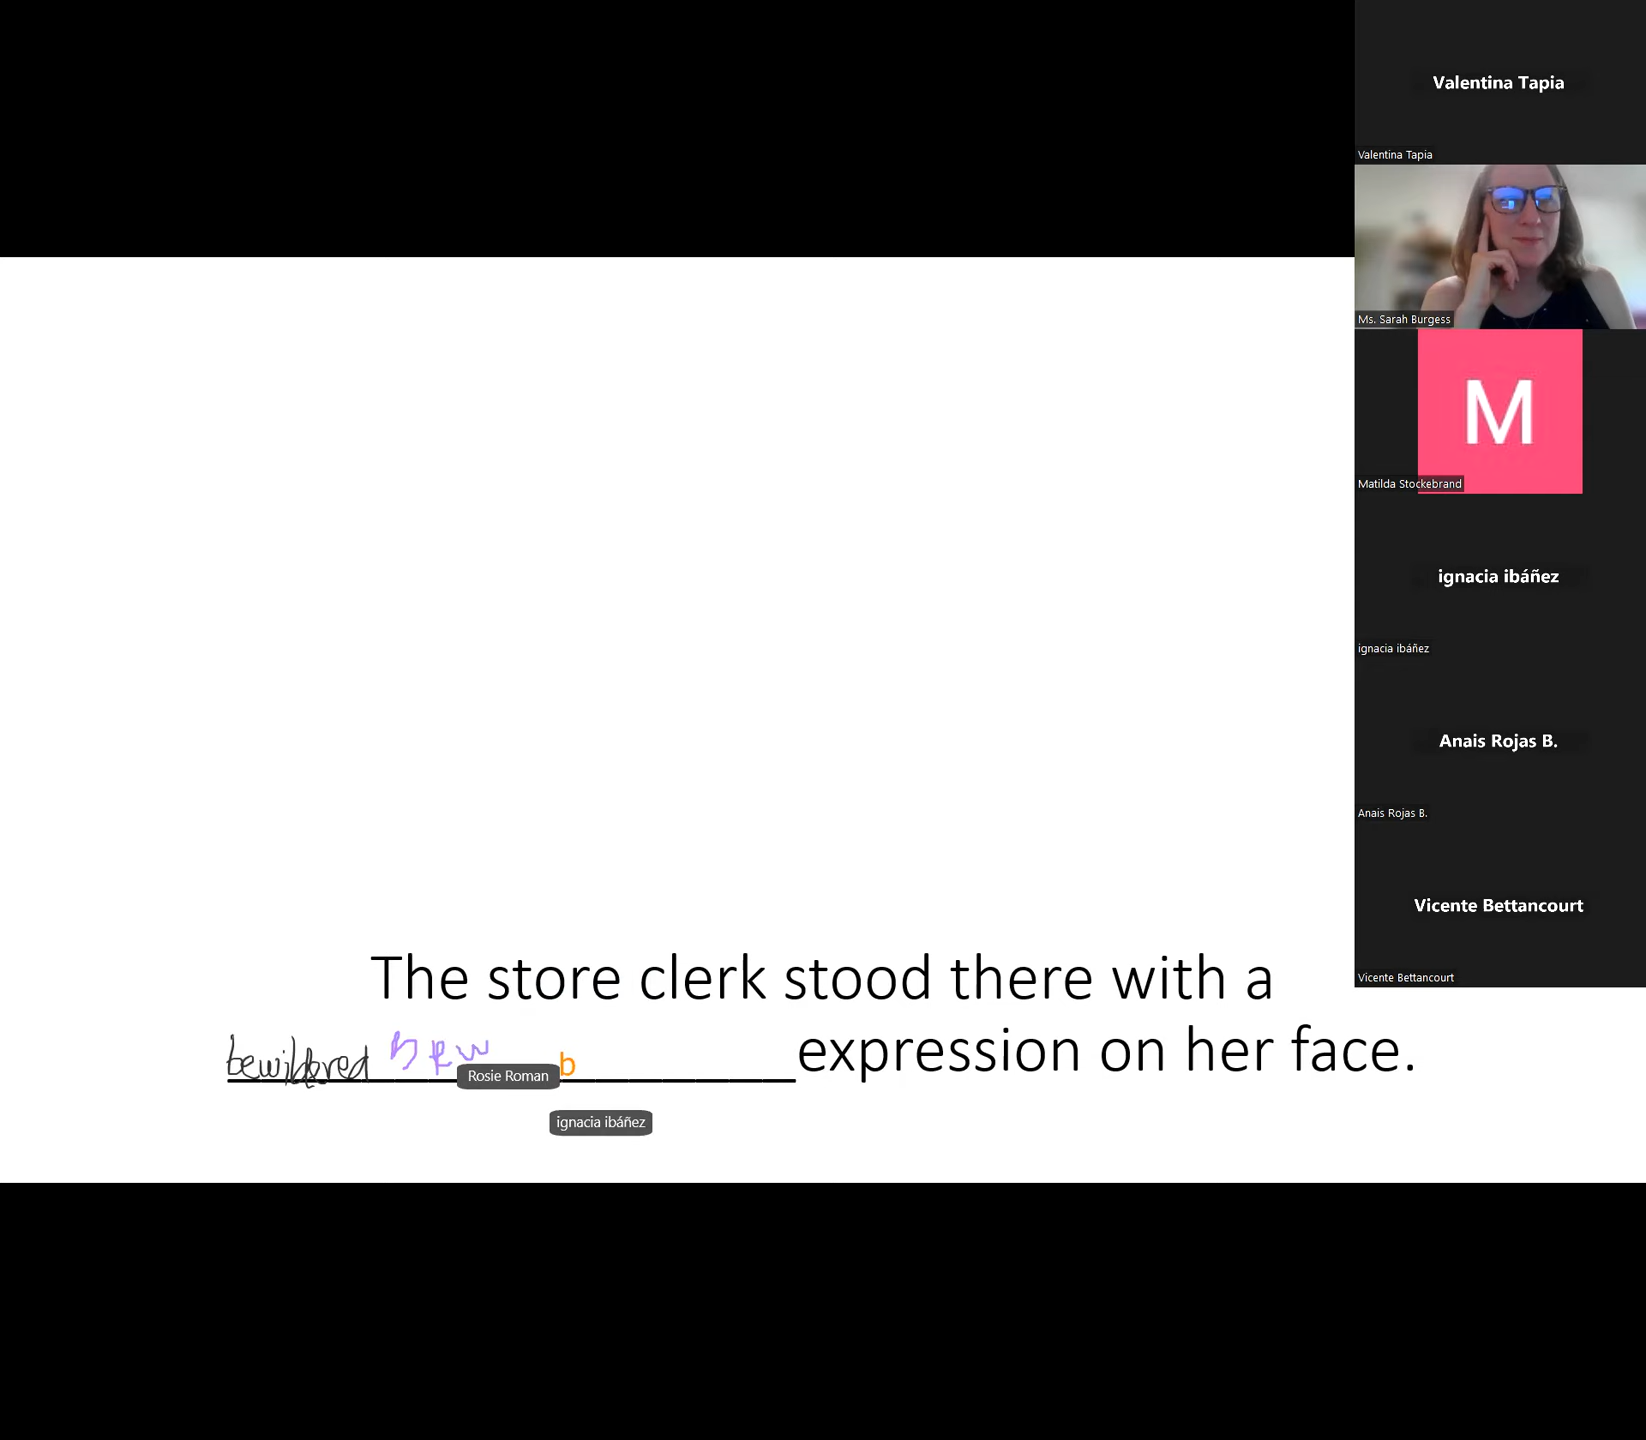 Valentina Tapia
Valentina Tapia
Ms. Sarah Burgess
M
Matilda Stockebrand
ignacia ibáñez
ignacia ibáñez
Anais Rojas B.
Anais Rojas B.
Vicente Bettancourt
Vicente Bettancourt
The store clerk stood there with a
bewildered b e w b expression on her face.
Rosie Roman
ignacia ibáñez